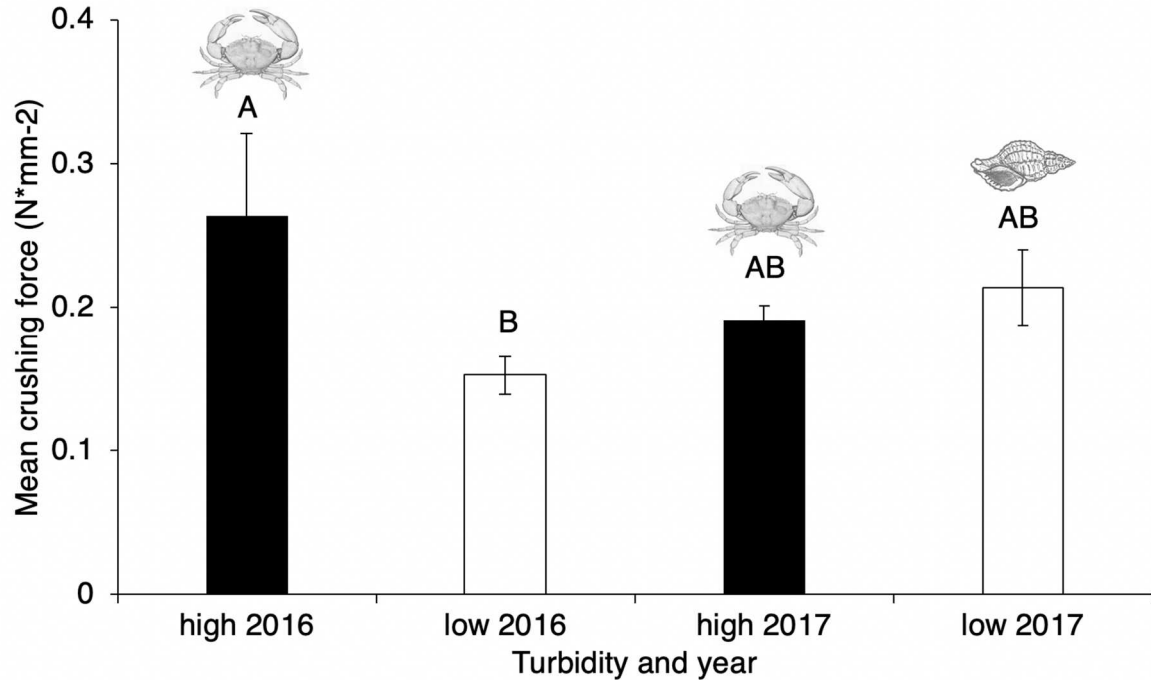 0.4
0.3
0.2
0.1
0
Mean crushing force (N*mm-2)
A
B
AB
AB
high 2016
low 2016
high 2017
low 2017
Turbidity and year